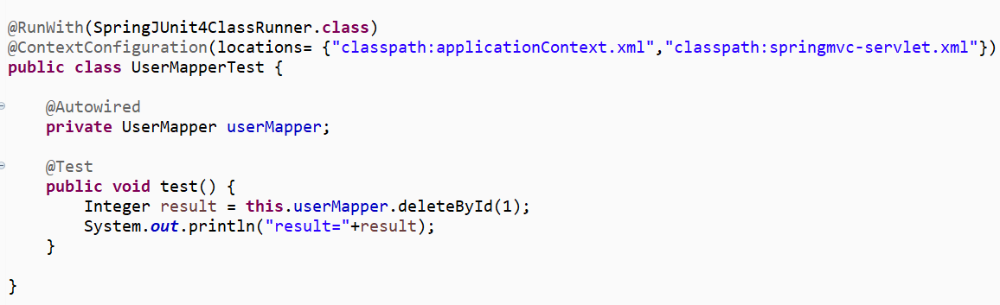 @RunWith(SpringJUnit4ClassRunner.class)
@ContextConfiguration(locations= {"classpath:applicationContext.xml","classpath:springmvc-servlet.xml"})
public class UserMapperTest {
@Autowired
private UserMapper userMapper;
@Test
public void test() {
Integer result = this.userMapper.deleteById(1);
System.out.println("result="+result);
}
}